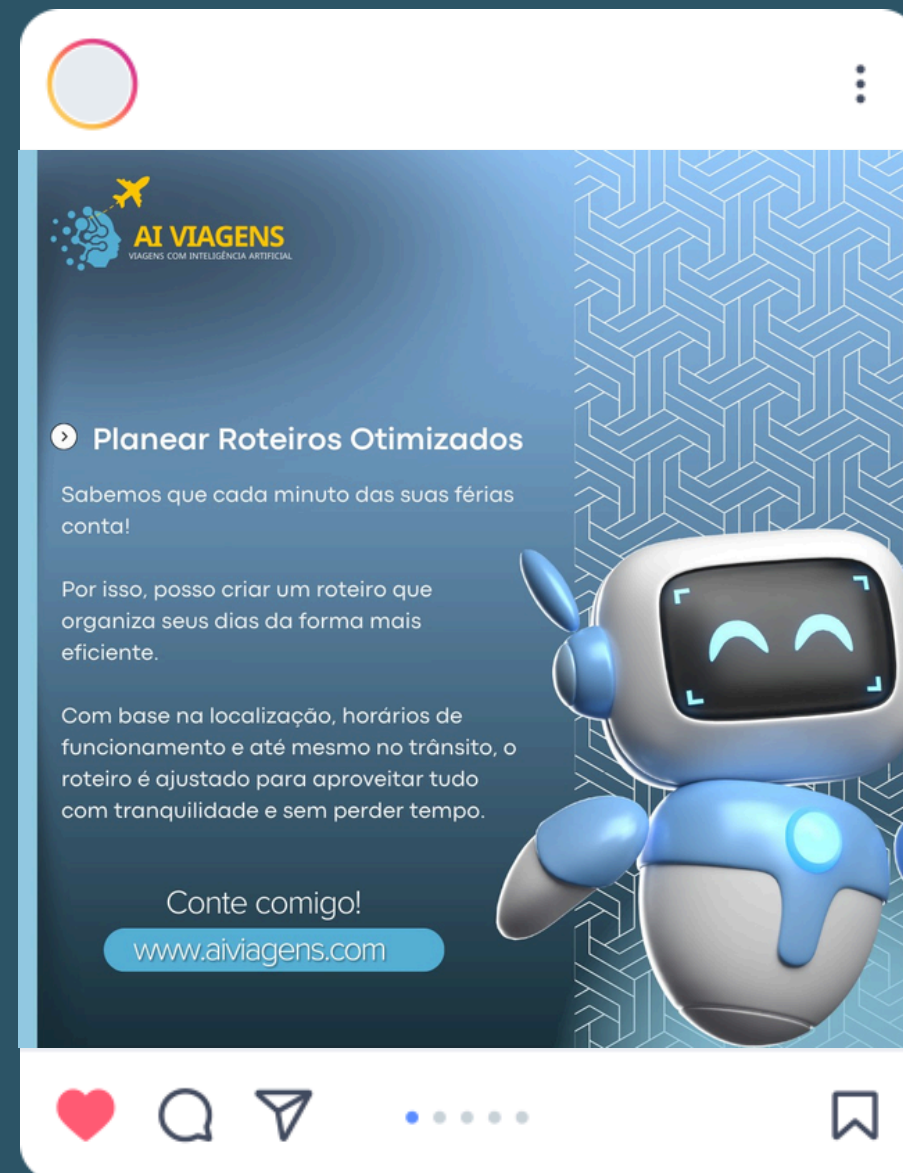 AI VIAGENS
VIAGENS COM INTELIGÊNCIA ARTIFICIAL
Planear Roteiros Otimizados
Sabemos que cada minuto das suas férias
conta!
Por isso, posso criar um roteiro que
organiza seus dias da forma mais
eficiente.
Com base na localização, horários de
funcionamento e até mesmo no trânsito, o
roteiro é ajustado para aproveitar tudo
com tranquilidade e sem perder tempo.
Conte comigo!
www.aiviagens.com